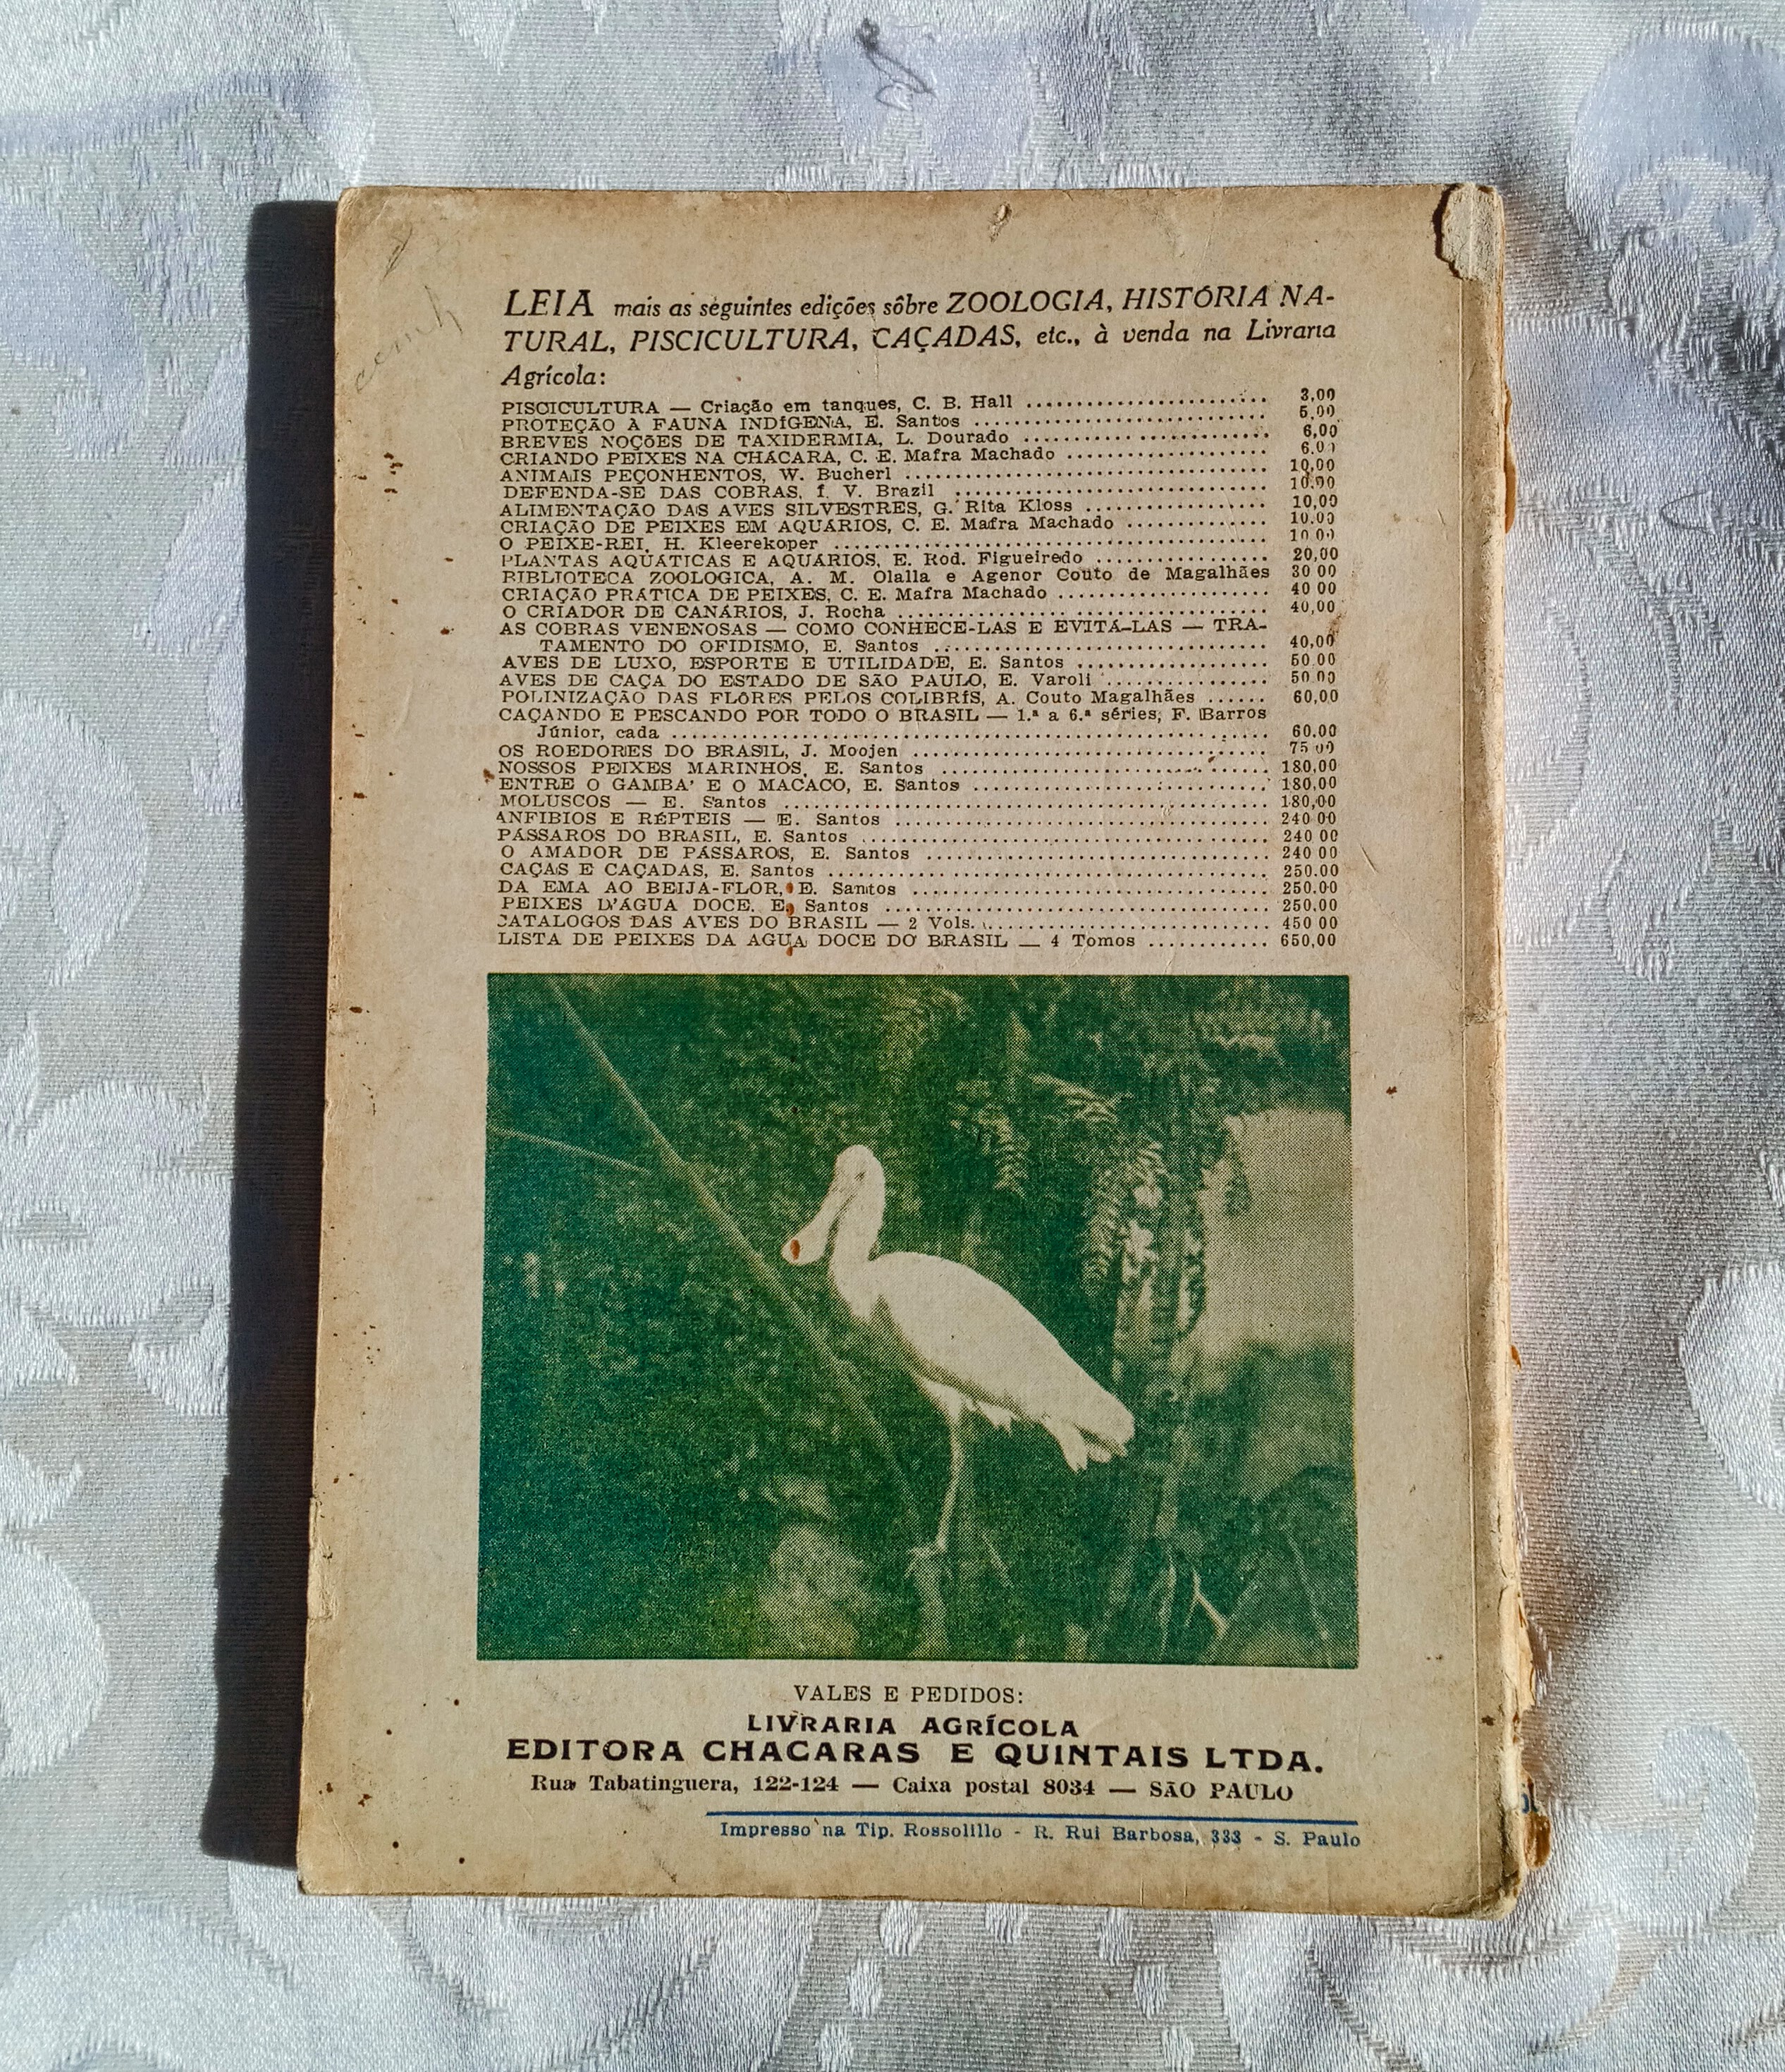 LEIA mais as seguintes edições sôbre ZOOLOGIA, HISTÓRIA NA-
TURAL, PISCICULTURA, CAÇADAS, etc., à venda na Livraria
Agrícola:
PISCICULTURA — Criação em tanques, C. B. Hall ........................ 3,00
PROTEÇÃO À FAUNA INDÍGENA, E. Santos ........................ 5,00
BREVES NOÇÕES DE TAXIDERMIA, L. Dourado ........................ 6,00
CRIANDO PEIXES NA CHÁCARA, C. E. Mafra Machado ........................ 6.00
ANIMAIS PEÇONHENTOS, W. Bucherl ........................ 10,00
DEFENDA-SE DAS COBRAS, f. V. Brazil ........................ 10.00
ALIMENTAÇÃO DAS AVES SILVESTRES, G. Rita Kloss ........................ 10,00
CRIAÇÃO DE PEIXES EM AQUÁRIOS, C. E. Mafra Machado ........................ 10.00
O PEIXE-REI, H. Kleerekoper ........................ 10 00
PLANTAS AQUÁTICAS E AQUÁRIOS, E. Rod. Figueiredo ........................ 20,00
BIBLIOTECA ZOOLOGICA, A. M. Olalla e Agenor Couto de Magalhães 30 00
CRIAÇÃO PRÁTICA DE PEIXES, C. E. Mafra Machado ........................ 40 00
O CRIADOR DE CANÁRIOS, J. Rocha ........................ 40,00
AS COBRAS VENENOSAS — COMO CONHECE-LAS E EVITÁ-LAS — TRA-
TAMENTO DO OFIDISMO, E. Santos ........................ 40,00
AVES DE LUXO, ESPORTE E UTILIDADE, E. Santos ........................ 50.00
AVES DE CAÇA DO ESTADO DE SÃO PAULO, E. Varoli ........................ 50.00
POLINIZAÇÃO DAS FLÔRES PELOS COLIBRÍS, A. Couto Magalhães ...... 60,00
CAÇANDO E PESCANDO POR TODO O BRASIL — 1.ª a 6.ª séries, F. Barros
Júnior, cada ........................ 60.00
OS ROEDORES DO BRASIL, J. Moojen ........................ 75 00
NOSSOS PEIXES MARINHOS, E. Santos ........................ 180,00
ENTRE O GAMBA' E O MACACO, E. Santos ........................ 180,00
MOLUSCOS — E. Santos ........................ 180,00
ANFIBIOS E RÉPTEIS — E. Santos ........................ 240 00
PÁSSAROS DO BRASIL, E. Santos ........................ 240 00
O AMADOR DE PÁSSAROS, E. Santos ........................ 240 00
CAÇAS E CAÇADAS, E. Santos ........................ 250.00
DA EMA AO BEIJA-FLOR, E. Santos ........................ 250.00
PEIXES D'ÁGUA DOCE, E. Santos ........................ 250.00
CATALOGOS DAS AVES DO BRASIL — 2 Vols. ........................ 450 00
LISTA DE PEIXES DA AGUA DOCE DO BRASIL — 4 Tomos ............ 650,00
VALES E PEDIDOS:
LIVRARIA AGRÍCOLA
EDITORA CHACARAS E QUINTAIS LTDA.
Rua Tabatinguera, 122-124 — Caixa postal 8034 — SÃO PAULO
Impresso na Tip. Rossolillo - R. Rui Barbosa, 333 - S. Paulo